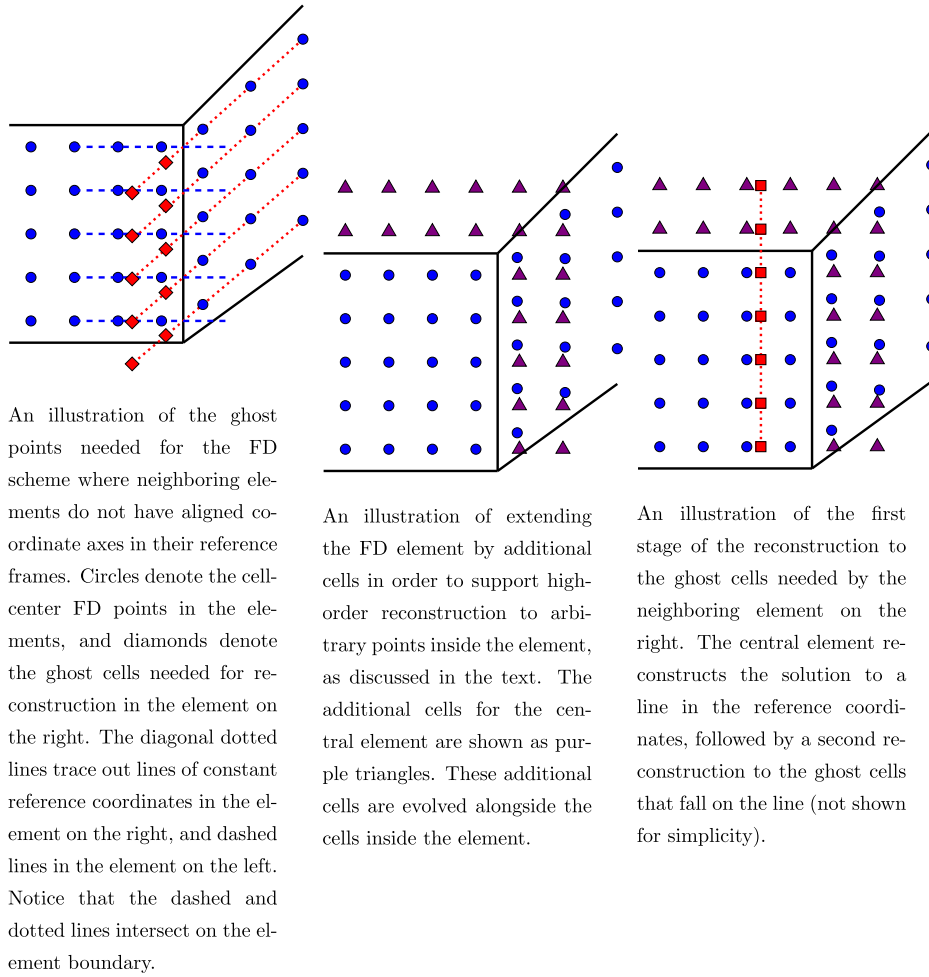 An illustration of the ghost
points needed for the FD
scheme where neighboring ele-
ments do not have aligned co-
ordinate axes in their reference
frames. Circles denote the cell-
center FD points in the ele-
ments, and diamonds denote
the ghost cells needed for re-
construction in the element on
the right. The diagonal dotted
lines trace out lines of constant
reference coordinates in the el-
ement on the right, and dashed
lines in the element on the left.
Notice that the dashed and
dotted lines intersect on the el-
ement boundary.
An illustration of extending
the FD element by additional
cells in order to support high-
order reconstruction to arbi-
trary points inside the element,
as discussed in the text. The
additional cells for the cen-
tral element are shown as pur-
ple triangles. These additional
cells are evolved alongside the
cells inside the element.
An illustration of the first
stage of the reconstruction to
the ghost cells needed by the
neighboring element on the
right. The central element re-
constructs the solution to a
line in the reference coordi-
nates, followed by a second re-
construction to the ghost cells
that fall on the line (not shown
for simplicity).